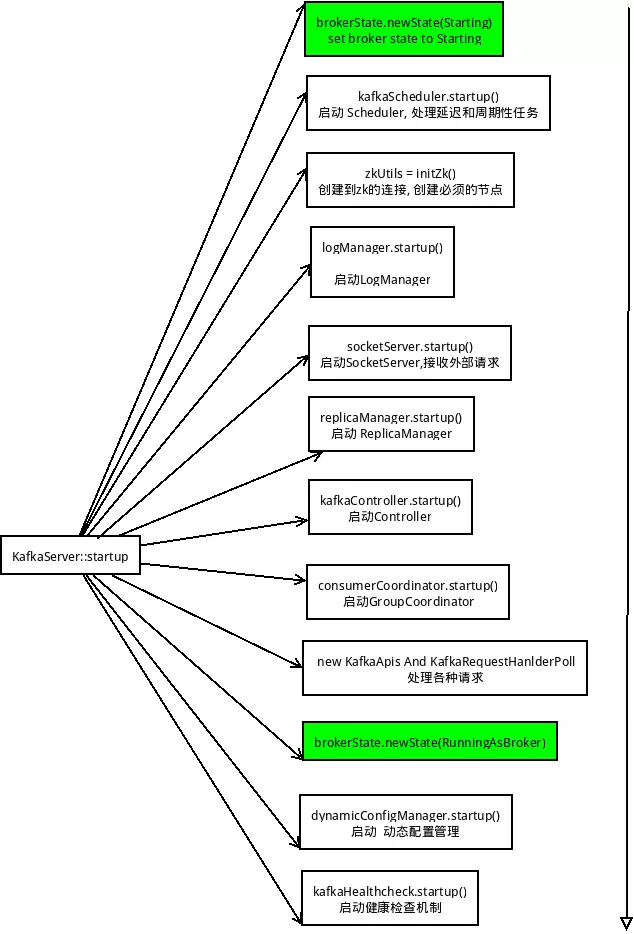 brokerState.newState(Starting)
set broker state to Starting
kafkaScheduler.startup()
启动 Scheduler, 处理延迟和周期性任务
zkUtils = initZk()
创建到zk的连接, 创建必须的节点
logManager.startup()
启动LogManager
socketServer.startup()
启动SocketServer,接收外部请求
replicaManager.startup()
启动 ReplicaManager
kafkaController.startup()
启动Controller
KafkaServer::startup
consumerCoordinator.startup()
启动GroupCoordinator
new KafkaApis And KafkaRequestHanlderPoll
处理各种请求
brokerState.newState(RunningAsBroker)
dynamicConfigManager.startup()
启动 动态配置管理
kafkaHealthcheck.startup()
启动健康检查机制